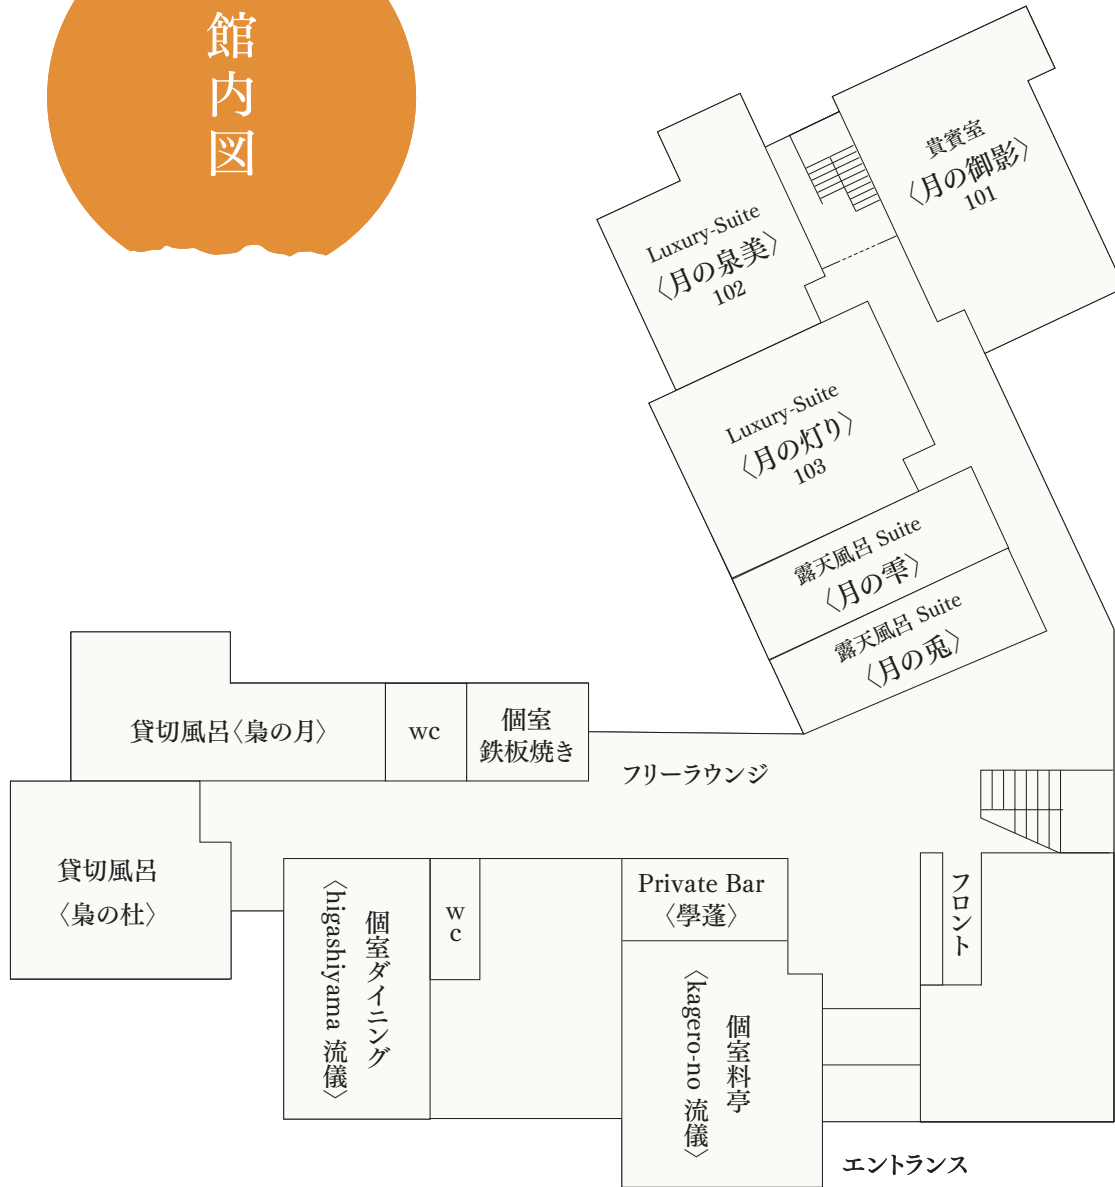 館内図
貴賓室
〈月の御影〉
101
Luxury-Suite
〈月の泉美〉
102
Luxury-Suite
〈月の灯り〉
103
露天風呂 Suite
〈月の雫〉
露天風呂 Suite
〈月の兎〉
貸切風呂〈梟の月〉
wc
個室
鉄板焼き
フリーラウンジ
貸切風呂
〈梟の杜〉
個室ダイニング
〈higashiyama 流儀〉
w
c
Private Bar
〈學蓬〉
個室料亭
〈kagero-no 流儀〉
フロント
エントランス